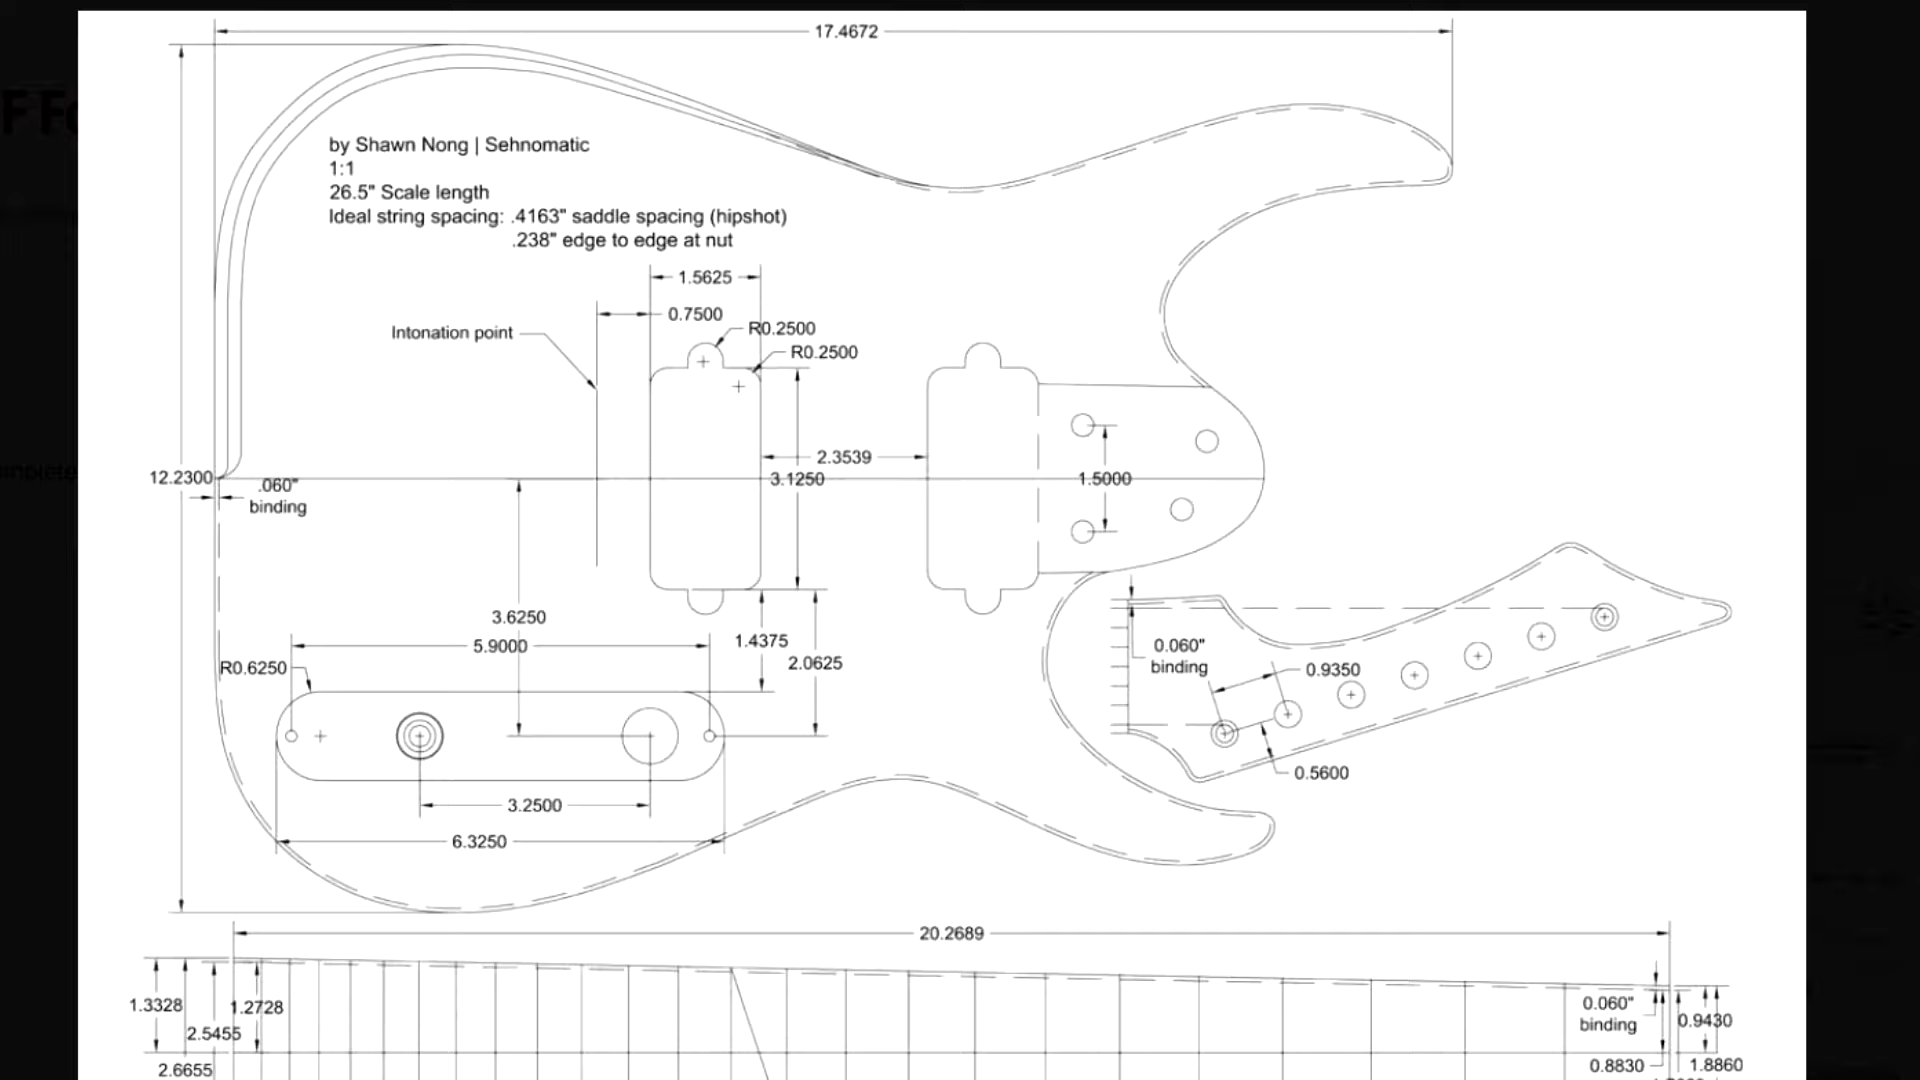 17.4672
by Shawn Nong | Sehnomatic
1:1
26.5" Scale length
Ideal string spacing: .4163" saddle spacing (hipshot)
.238" edge to edge at nut
1.5625
0.7500
Intonation point
R0.2500
R0.2500
2.3539
12.2300
3.1250
1.5000
.060"
binding
3.6250
5.9000
1.4375
2.0625
R0.6250
0.060"
binding
0.9350
0.5600
3.2500
6.3250
20.2689
1.3328
1.2728
2.5455
2.6655
0.060"
binding
0.9430
0.8830
1.8860